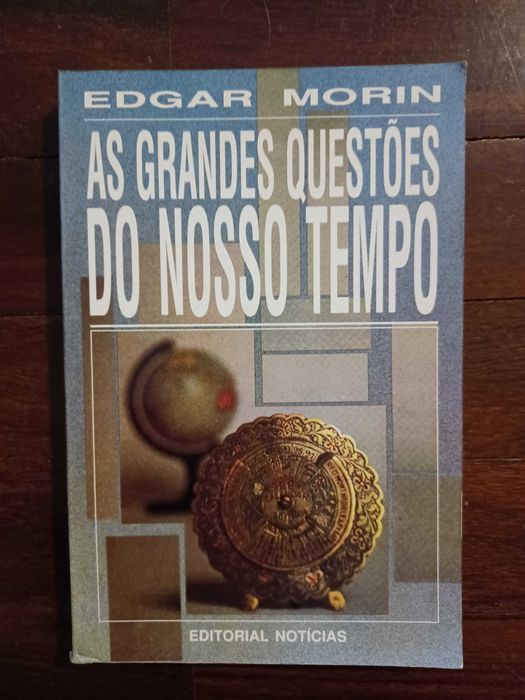 EDGAR MORIN
AS GRANDES QUESTÕES
DO NOSSO TEMPO
EDITORIAL NOTÍCIAS